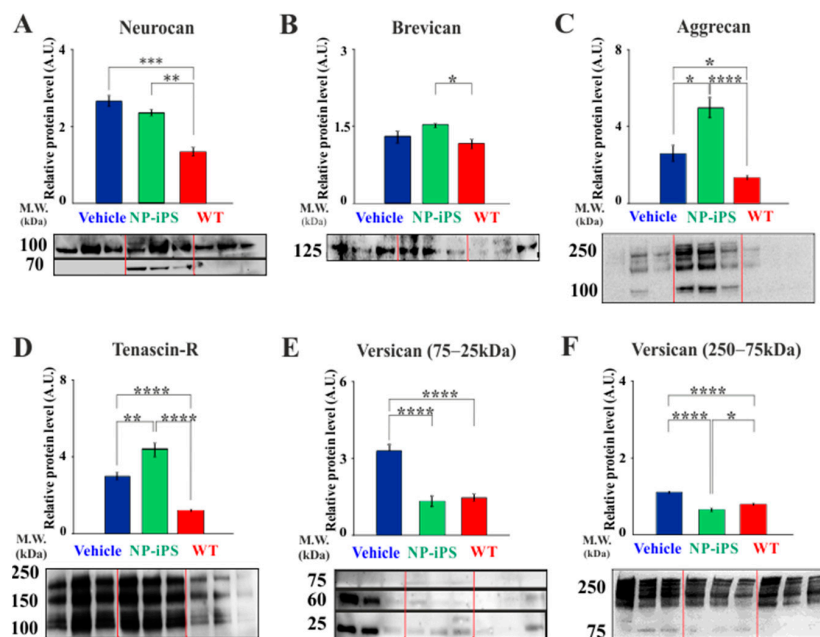 A Neurocan
Relative protein level (A.U.)
4
2
0
***
**
M.W.
(kDa)
Vehicle NP-iPS WT
100
70
B Brevican
Relative protein level (A.U.)
3
1.5
0
*
M.W.
(kDa)
Vehicle NP-iPS WT
125
C Aggrecan
Relative protein level (A.U.)
8
4
0
*
* ****
M.W.
(kDa)
Vehicle NP-iPS WT
250
100
D Tenascin-R
Relative protein level (A.U.)
8
4
0
****
** ****
M.W.
(kDa)
Vehicle NP-iPS WT
250
150
100
E Versican (75–25kDa)
Relative protein level (A.U.)
6
3
0
****
****
M.W.
(kDa)
Vehicle NP-iPS WT
75
60
25
F Versican (250–75kDa)
Relative protein level (A.U.)
4
2
0
****
**** *
M.W.
(kDa)
Vehicle NP-iPS WT
250
75